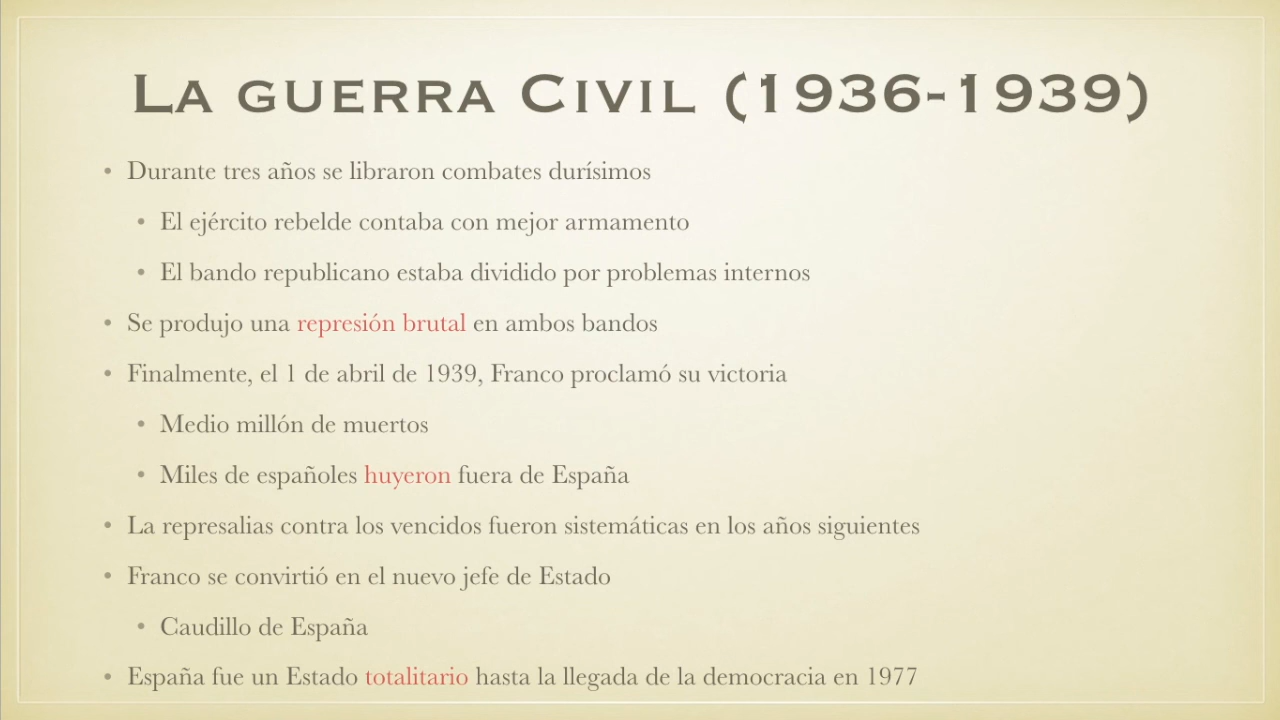 La guerra Civil (1936-1939)
• Durante tres años se libraron combates durísimos
• El ejército rebelde contaba con mejor armamento
• El bando republicano estaba dividido por problemas internos
• Se produjo una represión brutal en ambos bandos
• Finalmente, el 1 de abril de 1939, Franco proclamó su victoria
• Medio millón de muertos
• Miles de españoles huyeron fuera de España
• La represalias contra los vencidos fueron sistemáticas en los años siguientes
• Franco se convirtió en el nuevo jefe de Estado
• Caudillo de España
• España fue un Estado totalitario hasta la llegada de la democracia en 1977